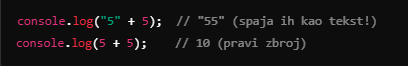 console.log("5" + 5);  // "55" (spaja ih kao tekst!)
console.log(5 + 5);    // 10 (pravi zbroj)